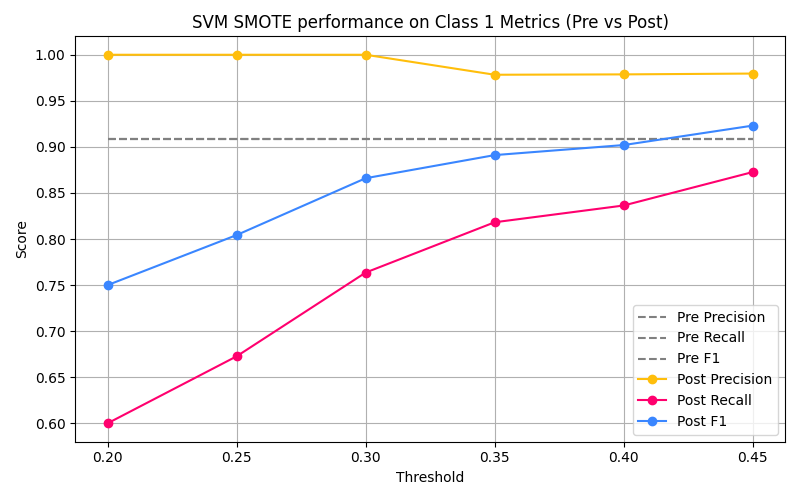 SVM SMOTE performance on Class 1 Metrics (Pre vs Post)
1.00
0.95
0.90
0.85
0.80
0.75
0.70
0.65
0.60
Score
Pre Precision
Pre Recall
Pre F1
Post Precision
Post Recall
Post F1
0.20 0.25 0.30 0.35 0.40 0.45
Threshold